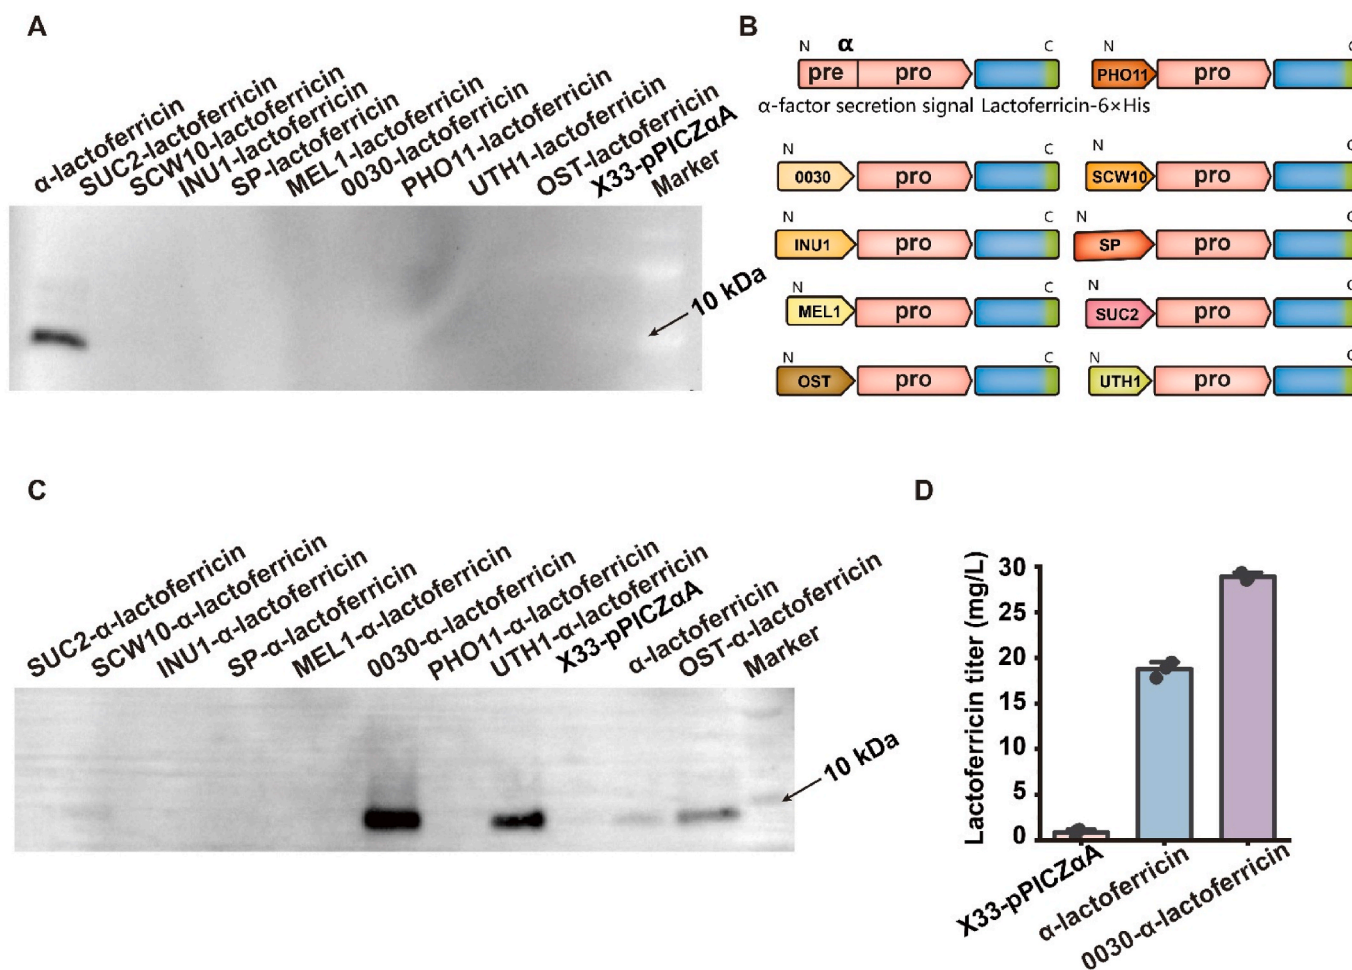 A
α-lactoferricin
SUC2-lactoferricin
SCW10-lactoferricin
INU1-lactoferricin
SP-lactoferricin
MEL1-lactoferricin
0030-lactoferricin
PHO11-lactoferricin
UTH1-lactoferricin
OST-lactoferricin
X33-pPICZαA
Marker
10 kDa
B
N α C
pre pro
α-factor secretion signal Lactoferricin-6×His
N C
PHO11 pro
N C
0030 pro
N C
SCW10 pro
N C
INU1 pro
N C
SP pro
N C
MEL1 pro
N C
SUC2 pro
N C
OST pro
N C
UTH1 pro
C
SUC2-α-lactoferricin
SCW10-α-lactoferricin
INU1-α-lactoferricin
SP-α-lactoferricin
MEL1-α-lactoferricin
0030-α-lactoferricin
PHO11-α-lactoferricin
UTH1-α-lactoferricin
X33-pPICZαA
α-lactoferricin
OST-α-lactoferricin
Marker
10 kDa
D
Lactoferricin titer (mg/L)
30
25
20
15
10
5
0
X33-pPICZαA
α-lactoferricin
0030-α-lactoferricin